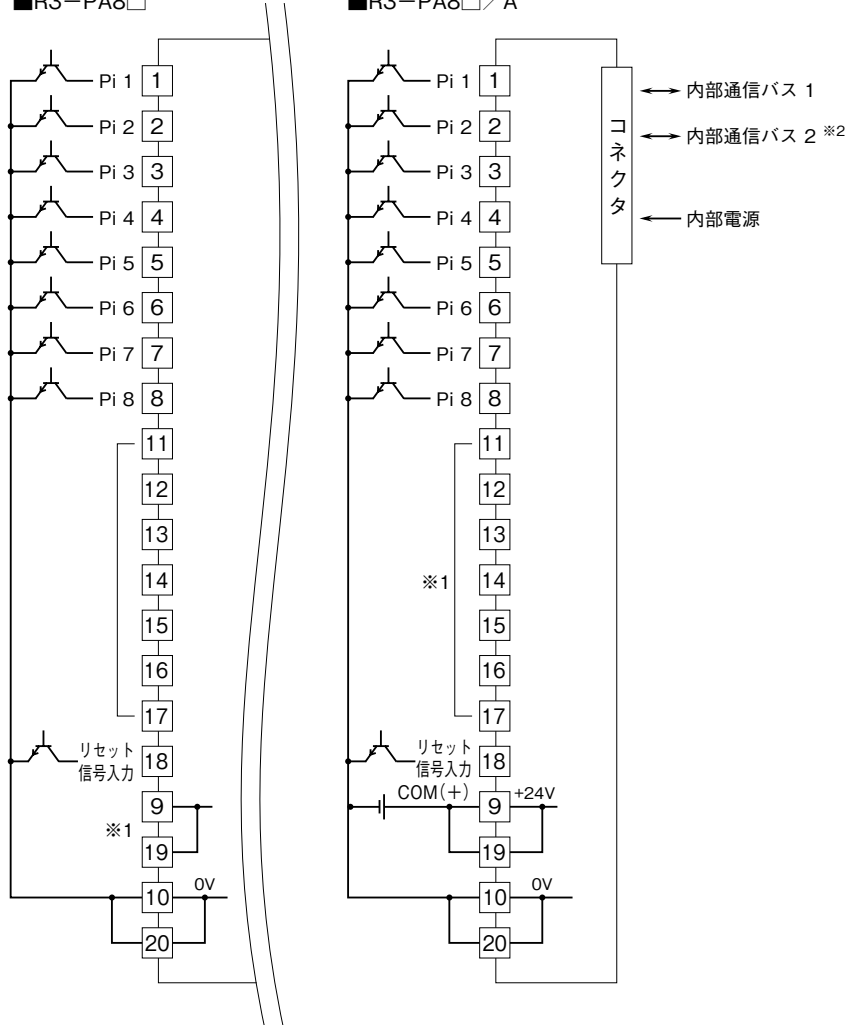 ■R3-PA8□
Pi 1 1
Pi 2 2
Pi 3 3
Pi 4 4
Pi 5 5
Pi 6 6
Pi 7 7
Pi 8 8
11
12
13
14
15
16
17
リセット
信号入力 18
9
※1
19
10 0V
20
■R3-PA8□/A
Pi 1 1
Pi 2 2
Pi 3 3
Pi 4 4
Pi 5 5
Pi 6 6
Pi 7 7
Pi 8 8
11
12
13
※1 14
15
16
17
リセット
信号入力 18
COM(+) 9 +24V
19
10 0V
20
コネクタ
内部通信バス 1
内部通信バス 2 ※2
内部電源